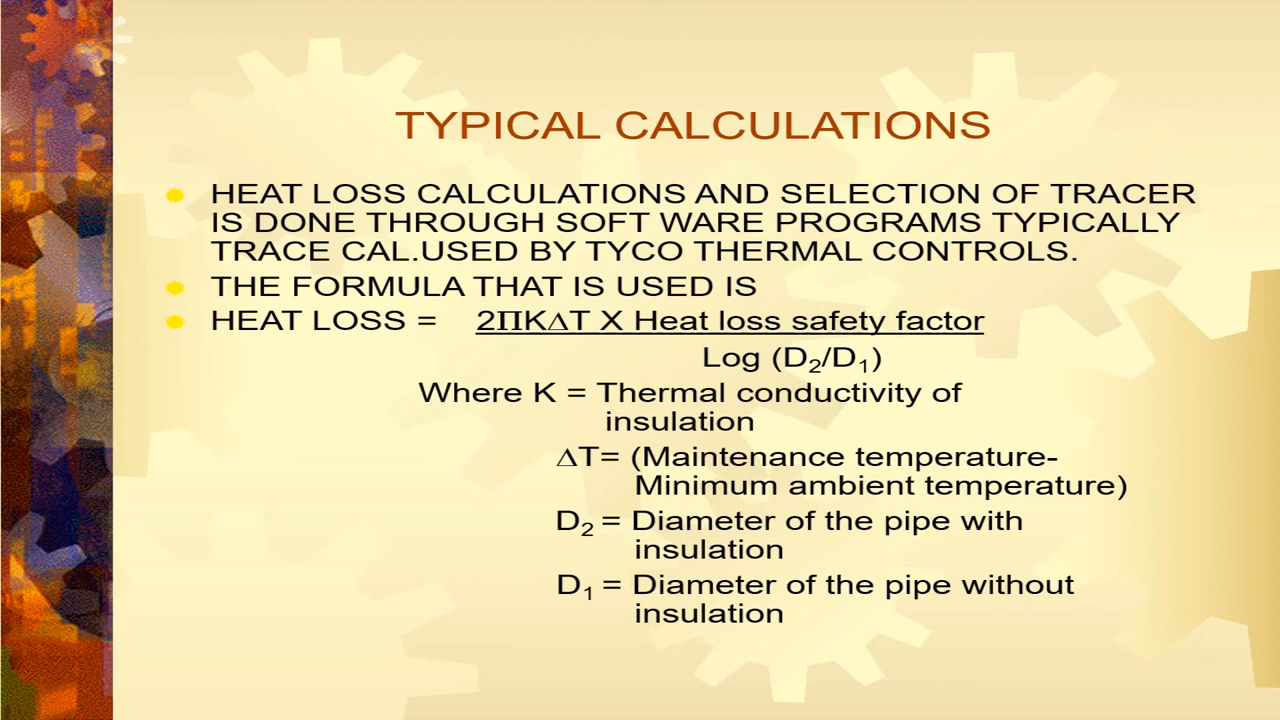 TYPICAL CALCULATIONS
HEAT LOSS CALCULATIONS AND SELECTION OF TRACER
IS DONE THROUGH SOFT WARE PROGRAMS TYPICALLY
TRACE CAL.USED BY TYCO THERMAL CONTROLS.
THE FORMULA THAT IS USED IS
HEAT LOSS = 2ΠK∆T X Heat loss safety factor
Log (D₂/D₁)
Where K = Thermal conductivity of
insulation
∆T= (Maintenance temperature-
Minimum ambient temperature)
D₂ = Diameter of the pipe with
insulation
D₁ = Diameter of the pipe without
insulation